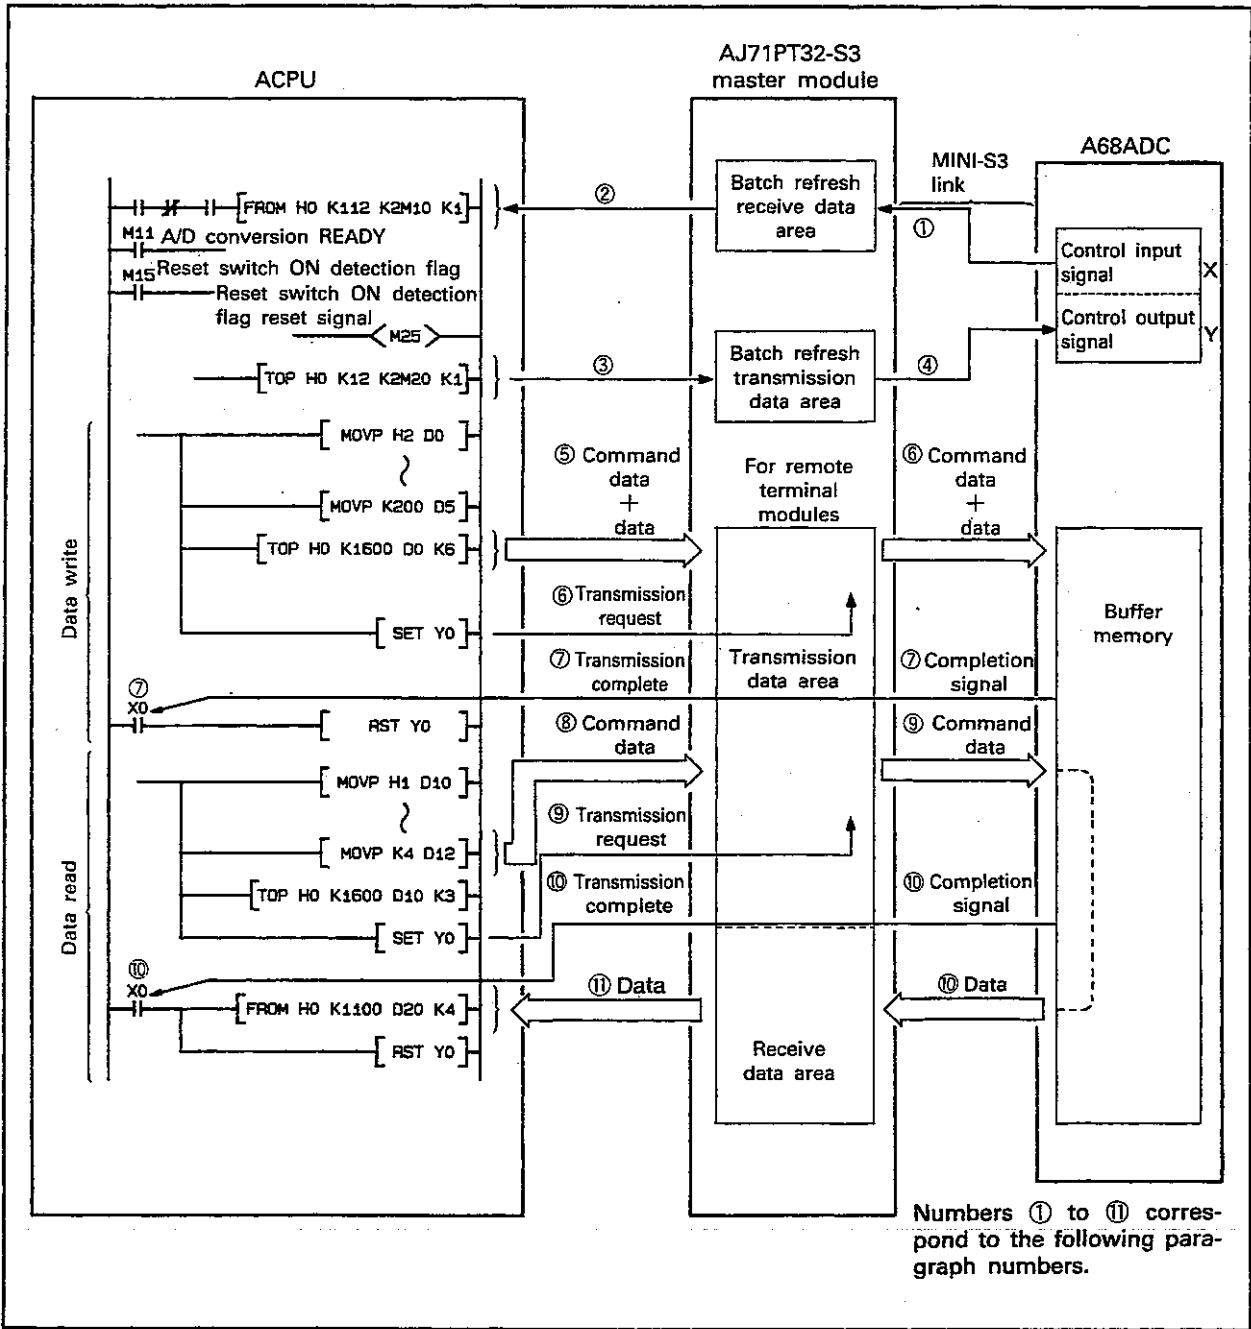 ACPU
AJ71PT32-S3
master module
A68ADC
MINI-S3
link
Batch refresh
receive data
area
②
①
FROM H0 K112 K2M10 K1
M11 A/D conversion READY
M15 Reset switch ON detection flag
Reset switch ON detection
flag reset signal
M25
Control input
signal
X
Control output
signal
Y
TOP H0 K12 K2M20 K1
③
Batch refresh
transmission
data area
④
Data write
MOVP H2 D0
MOVP K200 D5
TOP H0 K1600 D0 K6
SET Y0
⑤ Command
data
+
data
For remote
terminal
modules
⑥ Command
data
+
data
⑥ Transmission
request
Buffer
memory
⑦ Transmission
complete
Transmission
data area
⑦ Completion
signal
⑦
X0
RST Y0
⑧ Command
data
⑨ Command
data
Data read
MOVP H1 D10
MOVP K4 D12
TOP H0 K1600 D10 K3
SET Y0
⑨ Transmission
request
⑩ Transmission
complete
⑩ Completion
signal
⑩
X0
FROM H0 K1100 D20 K4
RST Y0
⑪ Data
⑩ Data
Receive
data area
Numbers ① to ⑪ corres-
pond to the following para-
graph numbers.